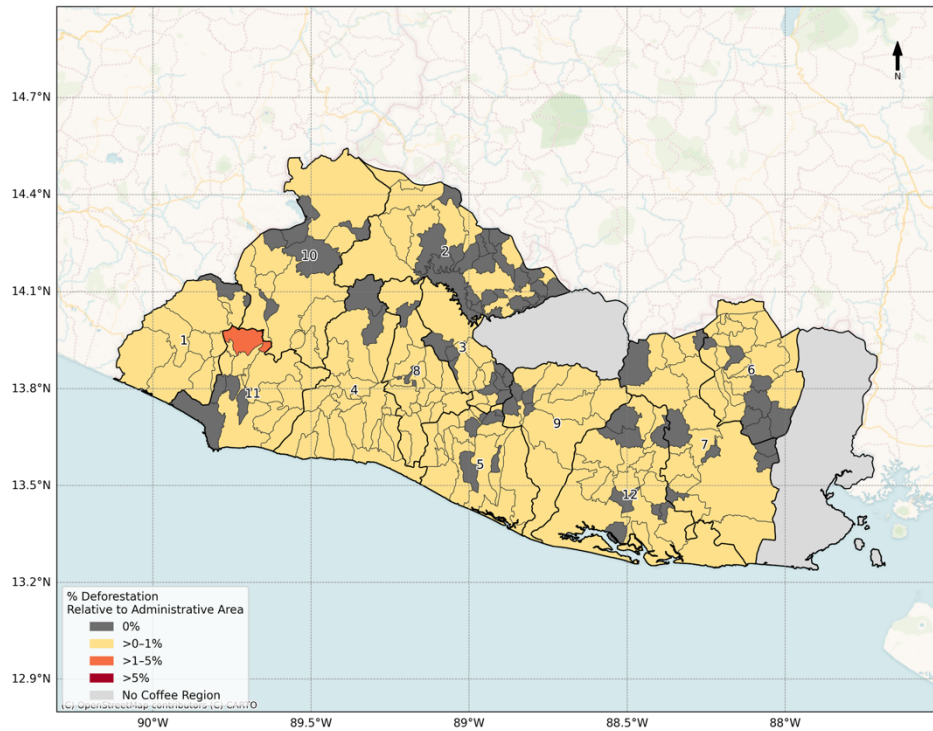 N
14.7°N
14.4°N
14.1°N
13.8°N
13.5°N
13.2°N
12.9°N
10
2
1
3
8
6
11
4
9
7
5
12
% Deforestation
Relative to Administrative Area
0%
>0–1%
>1–5%
>5%
No Coffee Region
(C) OpenStreetMap contributors (C) CARTO
90°W
89.5°W
89°W
88.5°W
88°W